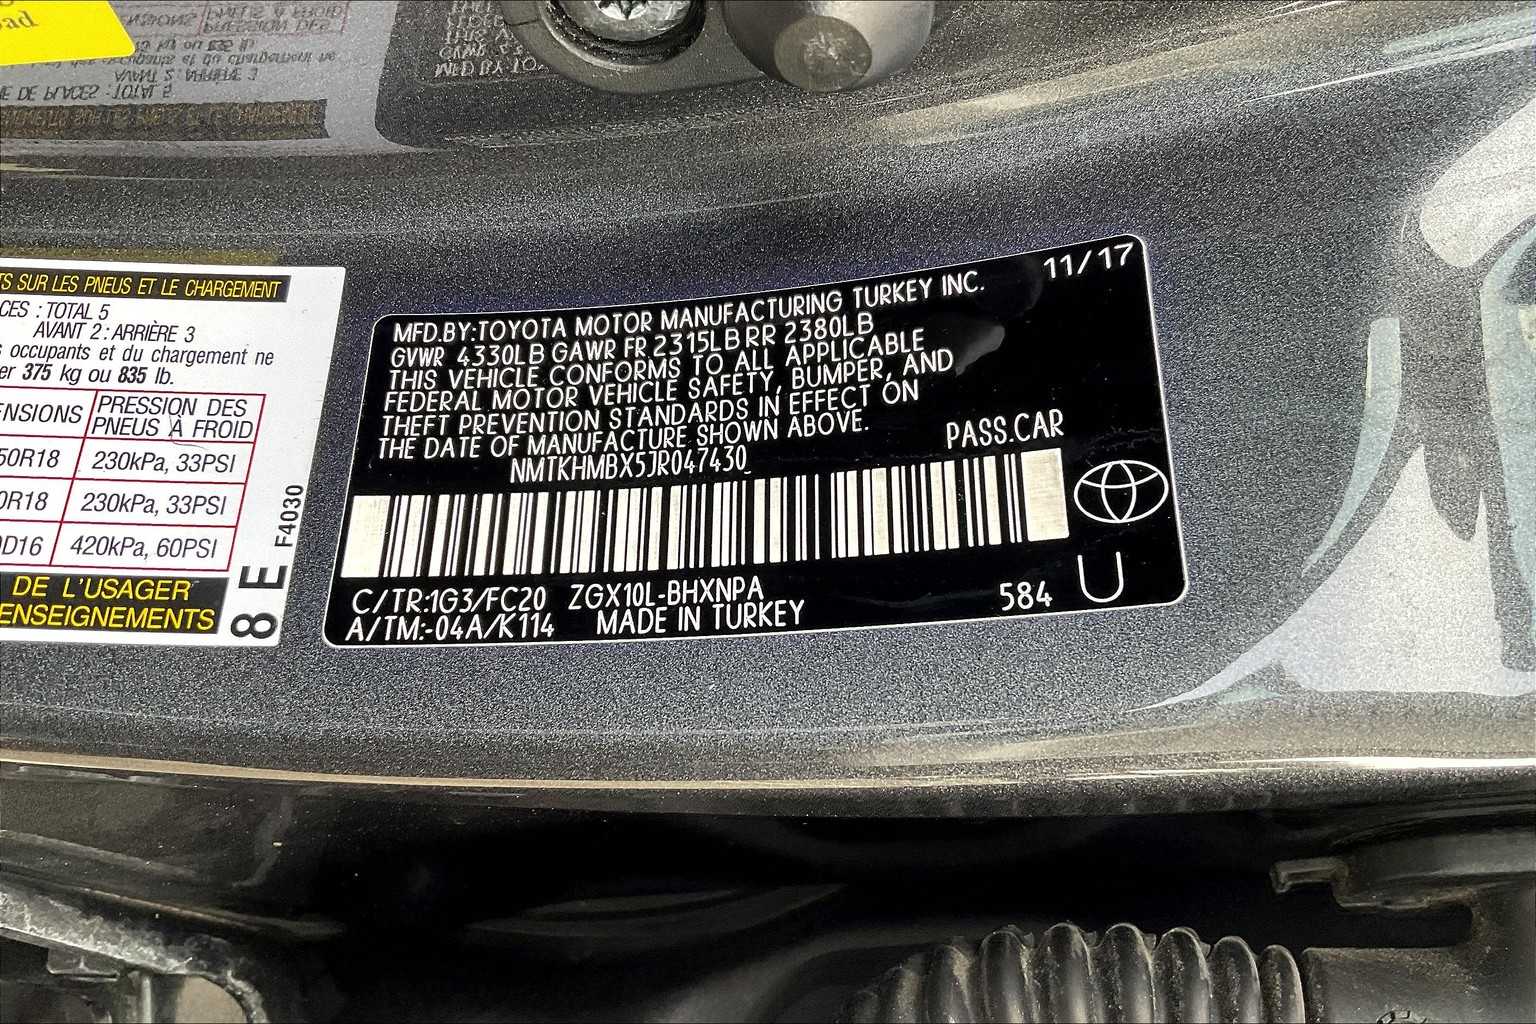 oad
TS SUR LES PNEUS ET LE CHARGEMENT
CES : TOTAL 5
AVANT 2 : ARRIÈRE 3
occupants et du chargement ne
er 375 kg ou 835 lb.
ENSIONS PRESSION DES PNEUS À FROID
50R18 230kPa, 33PSI
0R18 230kPa, 33PSI
0D16 420kPa, 60PSI
DE L'USAGER
ENSEIGNEMENTS
8 E F4030
11/17
MFD.BY:TOYOTA MOTOR MANUFACTURING TURKEY INC.
GVWR 4330LB GAWR FR 2315LB RR 2380LB
THIS VEHICLE CONFORMS TO ALL APPLICABLE
FEDERAL MOTOR VEHICLE SAFETY, BUMPER, AND
THEFT PREVENTION STANDARDS IN EFFECT ON
THE DATE OF MANUFACTURE SHOWN ABOVE.
PASS.CAR
NMTKHMBX5JR047430
C/TR:1G3/FC20 ZGX10L-BHXNPA
A/TM:-04A/K114 MADE IN TURKEY
584 U